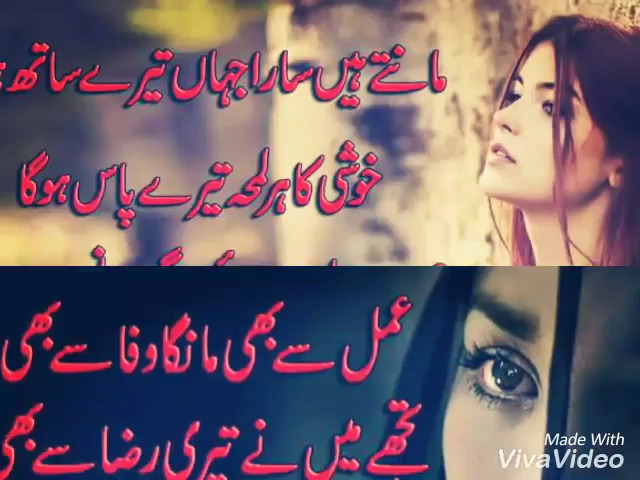 مانتے ہیں سارا جہاں تیرے ساتھ
خوشی کا ہر لمحہ تیرے پاس ہوگا
عمل سے بھی مانگا وفا سے بھی
تجھے میں نے تیری رضا سے بھی
Made With
VivaVideo